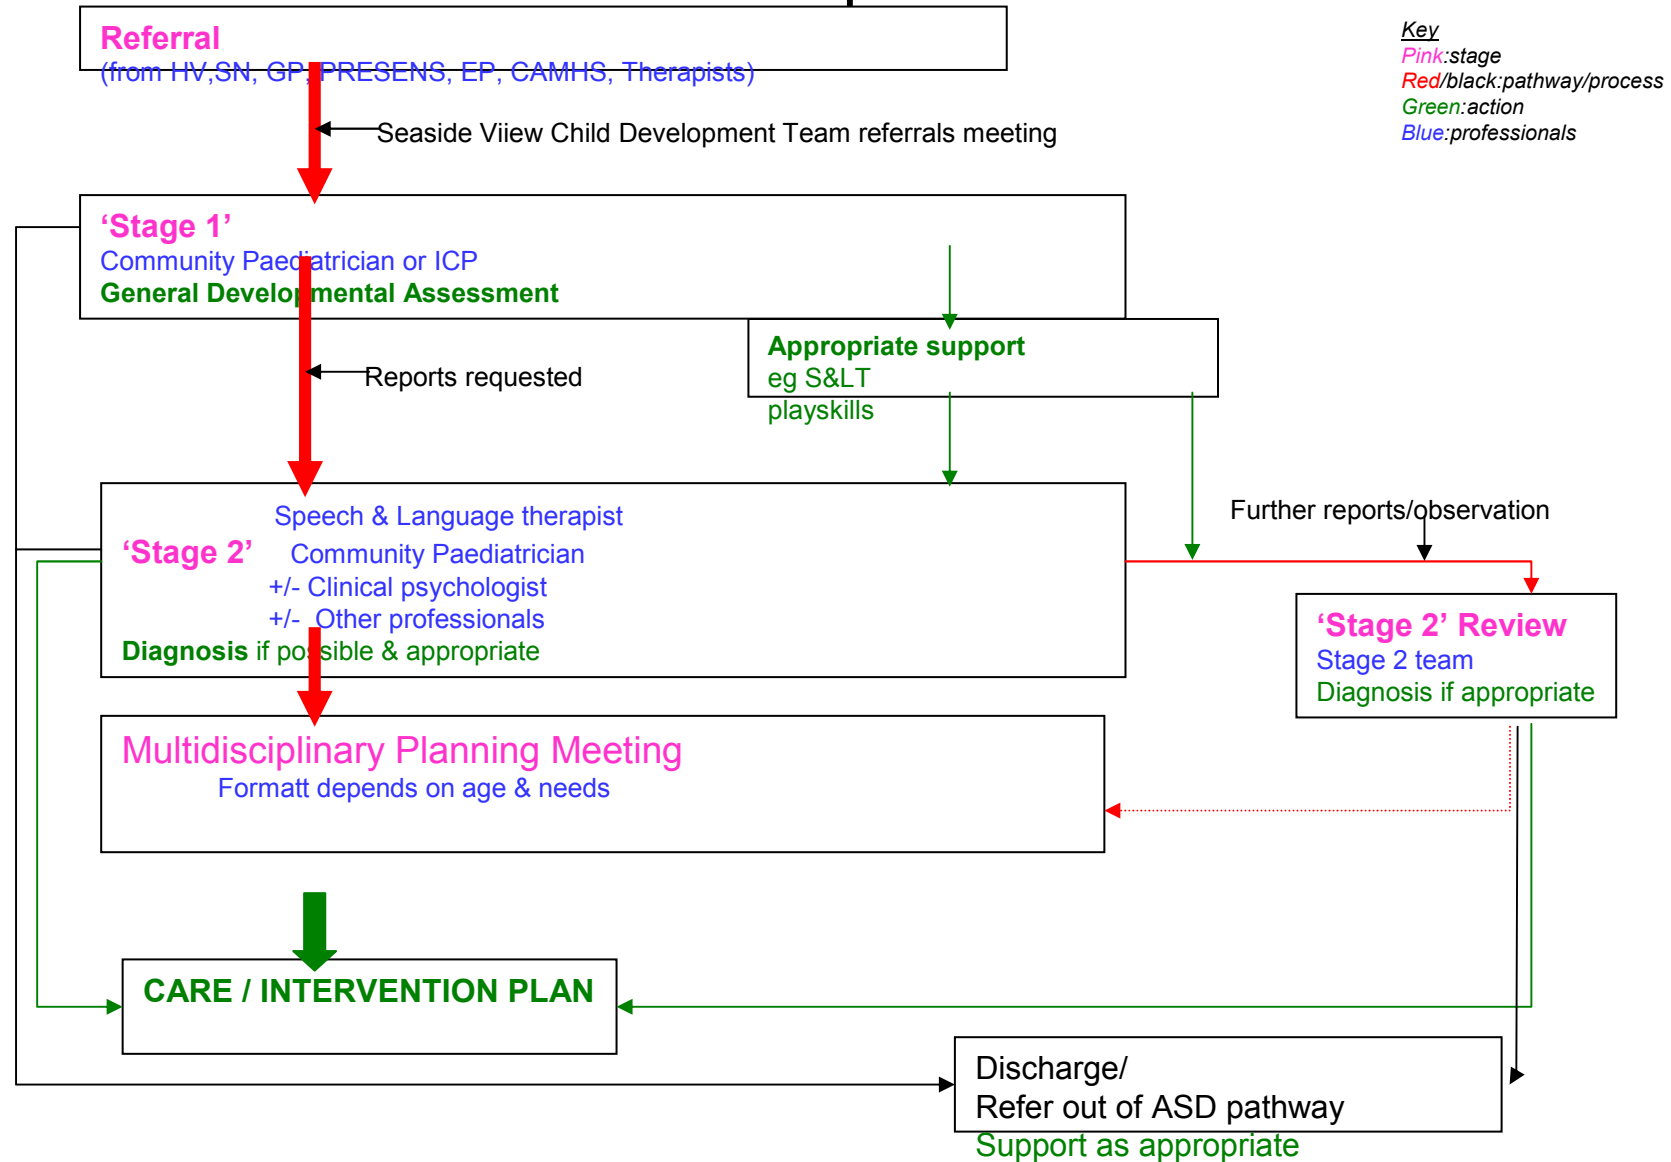 Referral
(from HV,SN, GP, PRESENS, EP, CAMHS, Therapists)
Key
Pink:stage
Red/black:pathway/process
Green:action
Blue:professionals
Seaside Viiew Child Development Team referrals meeting
‘Stage 1’
Community Paediatrician or ICP
General Developmental Assessment
Appropriate support
eg S&LT
playskills
Reports requested
Speech & Language therapist
‘Stage 2’ Community Paediatrician
+/- Clinical psychologist
+/- Other professionals
Diagnosis if possible & appropriate
Further reports/observation
‘Stage 2’ Review
Stage 2 team
Diagnosis if appropriate
Multidisciplinary Planning Meeting
Formatt depends on age & needs
CARE / INTERVENTION PLAN
Discharge/
Refer out of ASD pathway
Support as appropriate